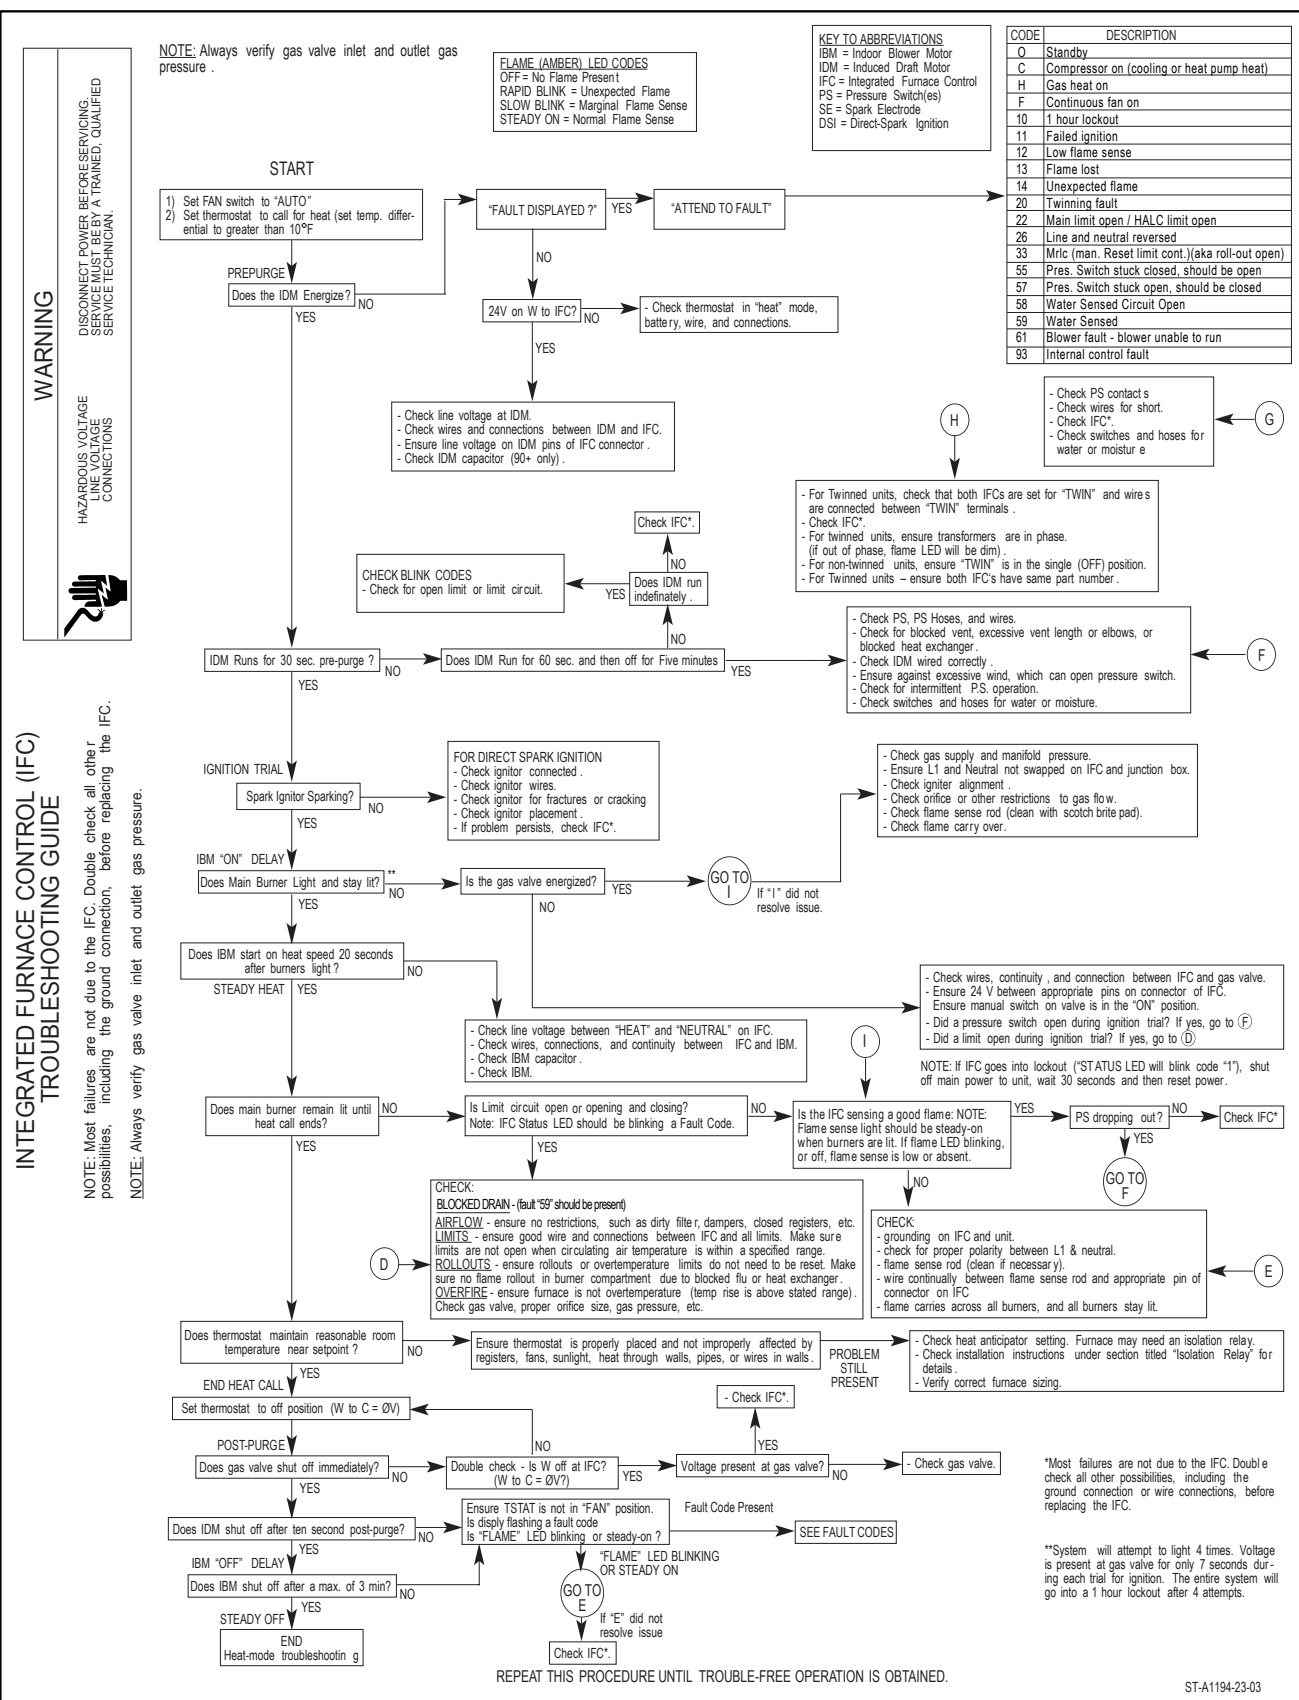 NOTE: Always verify gas valve inlet and outlet gas
pressure .
FLAME (AMBER) LED CODES
OFF = No Flame Present
RAPID BLINK = Unexpected Flame
SLOW BLINK = Marginal Flame Sense
STEADY ON = Normal Flame Sense
KEY TO ABBREVIATIONS
IBM = Indoor Blower Motor
IDM = Induced Draft Motor
IFC = Integrated Furnace Control
PS = Pressure Switch(es)
SE = Spark Electrode
DSI = Direct-Spark Ignition
CODE DESCRIPTION
O Standby
C Compressor on (cooling or heat pump heat)
H Gas heat on
F Continuous fan on
10 1 hour lockout
11 Failed ignition
12 Low flame sense
13 Flame lost
14 Unexpected flame
20 Twinning fault
22 Main limit open / HALC limit open
26 Line and neutral reversed
33 Mrlc (man. Reset limit cont.)(aka roll-out open)
55 Pres. Switch stuck closed, should be open
57 Pres. Switch stuck open, should be closed
58 Water Sensed Circuit Open
59 Water Sensed
61 Blower fault - blower unable to run
93 Internal control fault
WARNING
HAZARDOUS VOLTAGE
LINE VOLTAGE
CONNECTIONS
DISCONNECT POWER BEFORE SERVICING.
SERVICE MUST BE BY A TRAINED, QUALIFIED
SERVICE TECHNICIAN.
INTEGRATED FURNACE CONTROL (IFC)
TROUBLESHOOTING GUIDE
NOTE: Most failures are not due to the IFC. Double check all other
possibilities, including the ground connection, before replacing the IFC.
NOTE: Always verify gas valve inlet and outlet gas pressure.
START
1) Set FAN switch to “AUTO”
2) Set thermostat to call for heat (set temp. differ-
ential to greater than 10°F
“FAULT DISPLAYED ?”
YES
“ATTEND TO FAULT”
NO
PREPURGE
Does the IDM Energize?
NO
YES
24V on W to IFC?
NO
- Check thermostat in “heat” mode,
battery, wire, and connections.
YES
- Check line voltage at IDM.
- Check wires and connections between IDM and IFC.
- Ensure line voltage on IDM pins of IFC connector .
- Check IDM capacitor (90+ only) .
H
- Check PS contacts
- Check wires for short.
- Check IFC*.
- Check switches and hoses for
water or moisture
G
- For Twinned units, check that both IFCs are set for “TWIN” and wires
are connected between “TWIN” terminals .
- Check IFC*.
- For twinned units, ensure transformers are in phase.
(if out of phase, flame LED will be dim) .
- For non-twinned units, ensure “TWIN” is in the single (OFF) position.
- For Twinned units – ensure both IFC's have same part number .
Check IFC*.
NO
CHECK BLINK CODES
- Check for open limit or limit circuit.
YES
Does IDM run
indefinately .
NO
IDM Runs for 30 sec. pre-purge ?
NO
YES
Does IDM Run for 60 sec. and then off for Five minutes
YES
- Check PS, PS Hoses, and wires.
- Check for blocked vent, excessive vent length or elbows, or
blocked heat exchanger.
- Check IDM wired correctly .
- Ensure against excessive wind, which can open pressure switch.
- Check for intermittent P.S. operation.
- Check switches and hoses for water or moisture.
F
IGNITION TRIAL
Spark Ignitor Sparking?
NO
YES
FOR DIRECT SPARK IGNITION
- Check ignitor connected .
- Check ignitor wires.
- Check ignitor for fractures or cracking
- Check ignitor placement .
- If problem persists, check IFC*.
- Check gas supply and manifold pressure.
- Ensure L1 and Neutral not swapped on IFC and junction box.
- Check igniter alignment .
- Check orifice or other restrictions to gas flow.
- Check flame sense rod (clean with scotch brite pad).
- Check flame carry over.
IBM “ON” DELAY
Does Main Burner Light and stay lit?
**
NO
YES
Is the gas valve energized?
YES
NO
GO TO
I
If “I” did not
resolve issue.
Does IBM start on heat speed 20 seconds
after burners light ?
NO
STEADY HEAT
YES
- Check line voltage between “HEAT” and “NEUTRAL” on IFC.
- Check wires, connections, and continuity between IFC and IBM.
- Check IBM capacitor .
- Check IBM.
- Check wires, continuity , and connection between IFC and gas valve.
- Ensure 24 V between appropriate pins on connector of IFC.
Ensure manual switch on valve is in the “ON” position.
- Did a pressure switch open during ignition trial? If yes, go to F
- Did a limit open during ignition trial? If yes, go to D
I
NOTE: If IFC goes into lockout (“STATUS LED will blink code “1”), shut
off main power to unit, wait 30 seconds and then reset power.
Does main burner remain lit until
heat call ends?
NO
YES
Is Limit circuit open or opening and closing?
Note: IFC Status LED should be blinking a Fault Code.
NO
YES
Is the IFC sensing a good flame: NOTE:
Flame sense light should be steady-on
when burners are lit. If flame LED blinking,
or off, flame sense is low or absent.
YES
NO
PS dropping out?
NO
Check IFC*
YES
GO TO
F
CHECK:
BLOCKED DRAIN - (fault “59” should be present)
AIRFLOW - ensure no restrictions, such as dirty filter, dampers, closed registers, etc.
LIMITS - ensure good wire and connections between IFC and all limits. Make sure
limits are not open when circulating air temperature is within a specified range.
ROLLOUTS - ensure rollouts or overtemperature limits do not need to be reset. Make
sure no flame rollout in burner compartment due to blocked flu or heat exchanger .
OVERFIRE - ensure furnace is not overtemperature (temp rise is above stated range) .
Check gas valve, proper orifice size, gas pressure, etc.
D
CHECK:
- grounding on IFC and unit.
- check for proper polarity between L1 & neutral.
- flame sense rod (clean if necessary).
- wire continually between flame sense rod and appropriate pin of
connector on IFC
- flame carries across all burners, and all burners stay lit.
E
Does thermostat maintain reasonable room
temperature near setpoint ?
NO
YES
Ensure thermostat is properly placed and not improperly affected by
registers, fans, sunlight, heat through walls, pipes, or wires in walls .
PROBLEM
STILL
PRESENT
- Check heat anticipator setting. Furnace may need an isolation relay.
- Check installation instructions under section titled “Isolation Relay” for
details .
- Verify correct furnace sizing.
END HEAT CALL
Set thermostat to off position (W to C = ØV)
- Check IFC*.
POST-PURGE
Does gas valve shut off immediately?
NO
YES
NO
Double check - Is W off at IFC?
(W to C = ØV?)
YES
YES
Voltage present at gas valve?
NO
- Check gas valve.
*Most failures are not due to the IFC. Double
check all other possibilities, including the
ground connection or wire connections, before
replacing the IFC.
Does IDM shut off after ten second post-purge?
NO
YES
Ensure TSTAT is not in “FAN” position.
Is disply flashing a fault code
Is “FLAME” LED blinking or steady-on ?
Fault Code Present
SEE FAULT CODES
“FLAME” LED BLINKING
OR STEADY ON
IBM “OFF” DELAY
Does IBM shut off after a max. of 3 min?
NO
YES
GO TO
E
If “E” did not
resolve issue
Check IFC*.
**System will attempt to light 4 times. Voltage
is present at gas valve for only 7 seconds dur-
ing each trial for ignition. The entire system will
go into a 1 hour lockout after 4 attempts.
STEADY OFF
END
Heat-mode troubleshooting
REPEAT THIS PROCEDURE UNTIL TROUBLE-FREE OPERATION IS OBTAINED.
ST-A1194-23-03